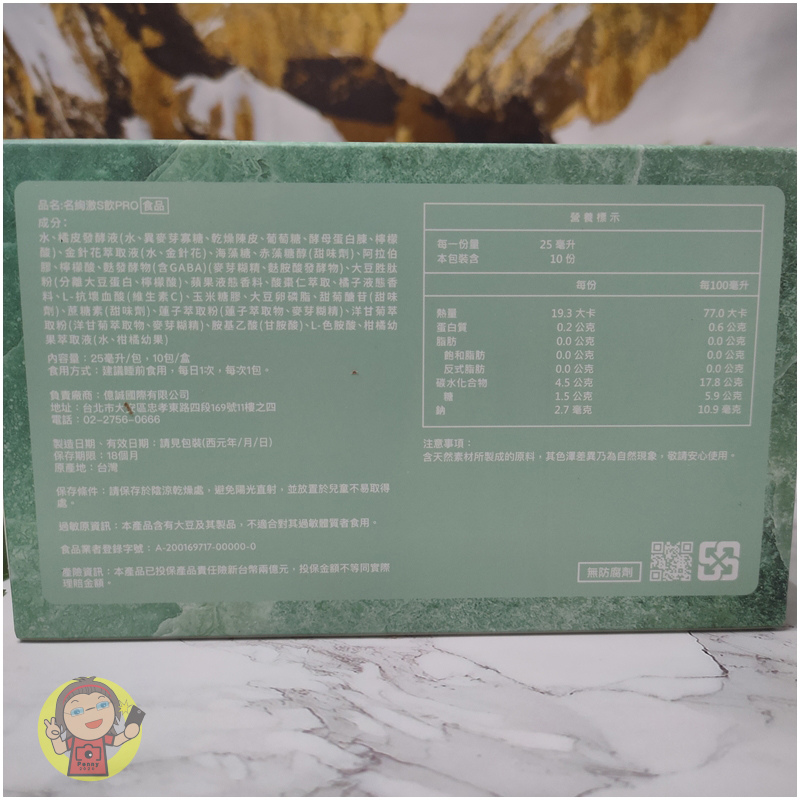 品名:名絢激S飲PRO 食品
成分:
水、橘皮發酵液(水、異麥芽寡糖、乾燥陳皮、葡萄糖、酵母蛋白腖、檸檬
酸)、金針花萃取液(水、金針花)、海藻糖、赤藻糖醇(甜味劑)、阿拉伯
膠、檸檬酸、麩發酵物(含GABA)(麥芽糊精、麩胺酸發酵物)、大豆胜肽
粉(分離大豆蛋白、檸檬酸)、蘋果液態香料、酸棗仁萃取、橘子液態香
料、L-抗壞血酸(維生素C)、玉米糖膠、大豆卵磷脂、甜菊醣苷(甜味
劑)、蔗糖素(甜味劑)、蓮子萃取粉(蓮子萃取物、麥芽糊精)、洋甘菊萃
取粉(洋甘菊萃取物、麥芽糊精)、胺基乙酸(甘胺酸)、L-色胺酸、柑橘幼
果萃取液(水、柑橘幼果)
內容量：25毫升/包，10包/盒
食用方式：建議睡前食用，每日1次，每次1包。
負責廠商：億誠國際有限公司
地址：台北市大安區忠孝東路四段169號11樓之四
電話：02-2756-0666
製造日期、有效日期：請見包裝(西元年/月/日)
保存期限：18個月
原產地：台灣
保存條件：請保存於陰涼乾燥處，避免陽光直射，並放置於兒童不易取得
處。
過敏原資訊：本產品含有大豆及其製品，不適合對其過敏體質者食用。
食品業者登錄字號：A-200169717-00000-0
產險資訊：本產品已投保產品責任險新台幣兩億元，投保金額不等同實際
理賠金額。
營養標示
每一份量 25 毫升
本包裝含 10 份
每份 每100毫升
熱量 19.3 大卡 77.0 大卡
蛋白質 0.2 公克 0.6 公克
脂肪 0.0 公克 0.0 公克
飽和脂肪 0.0 公克 0.0 公克
反式脂肪 0.0 公克 0.0 公克
碳水化合物 4.5 公克 17.8 公克
糖 1.5 公克 5.9 公克
鈉 2.7 毫克 10.9 毫克
注意事項：
含天然素材所製成的原料，其色澤差異乃為自然現象，敬請安心使用。
無防腐劑
Penny